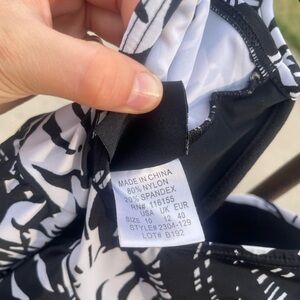 MADE IN CHINA
80% NYLON
20% SPANDEX
RN# 116155
USA UK EUR
SIZE 10 12 40
STYLE# 2304-129
LOT# B192